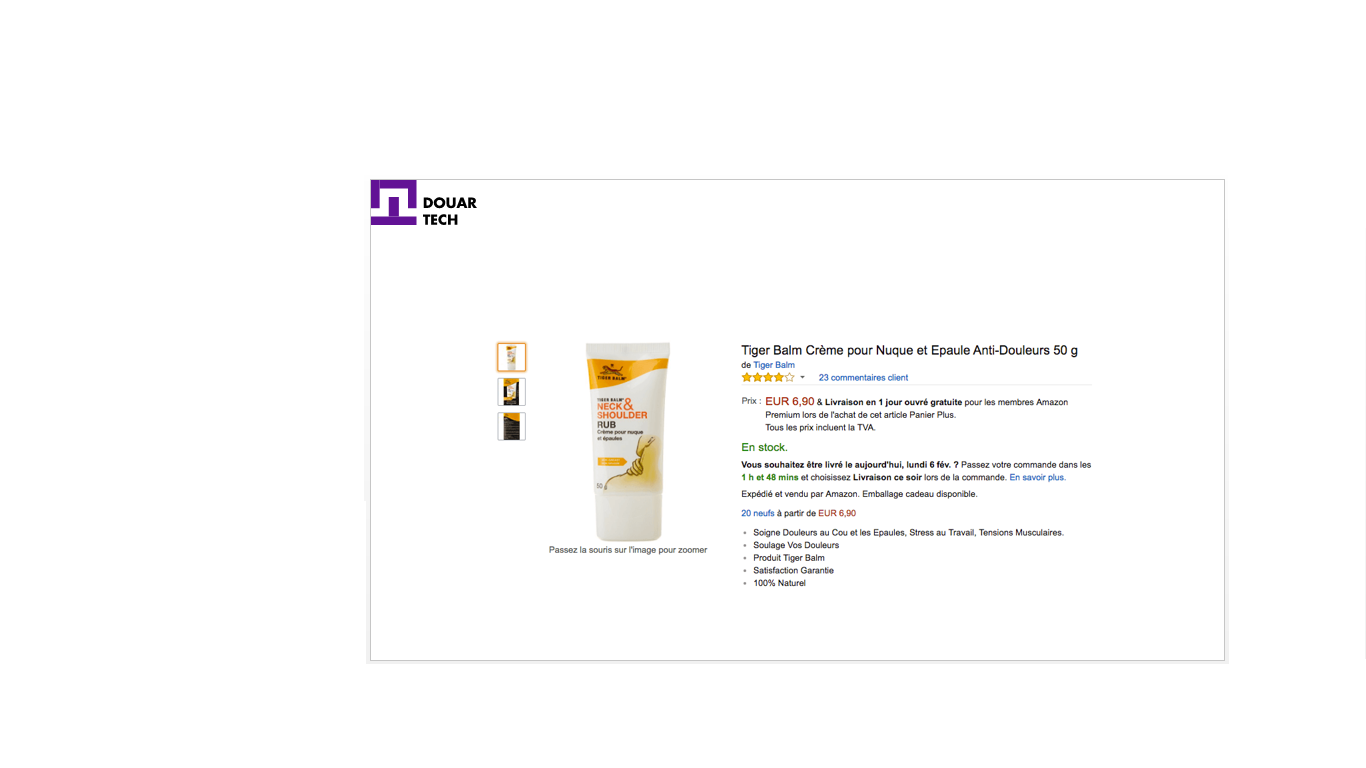 DOUAR
TECH
TIGER BALM
TIGER BALM
NECK&
SHOULDER
RUB
Crème pour nuque
et épaules
50 g
Passez la souris sur l'image pour zoomer
Tiger Balm Crème pour Nuque et Epaule Anti-Douleurs 50 g
de Tiger Balm
23 commentaires client
Prix : EUR 6,90 & Livraison en 1 jour ouvré gratuite pour les membres Amazon
Premium lors de l'achat de cet article Panier Plus.
Tous les prix incluent la TVA.
En stock.
Vous souhaitez être livré le aujourd'hui, lundi 6 fév. ? Passez votre commande dans les
1 h et 48 mins et choisissez Livraison ce soir lors de la commande. En savoir plus.
Expédié et vendu par Amazon. Emballage cadeau disponible.
20 neufs à partir de EUR 6,90
Soigne Douleurs au Cou et les Epaules, Stress au Travail, Tensions Musculaires.
Soulage Vos Douleurs
Produit Tiger Balm
Satisfaction Garantie
100% Naturel